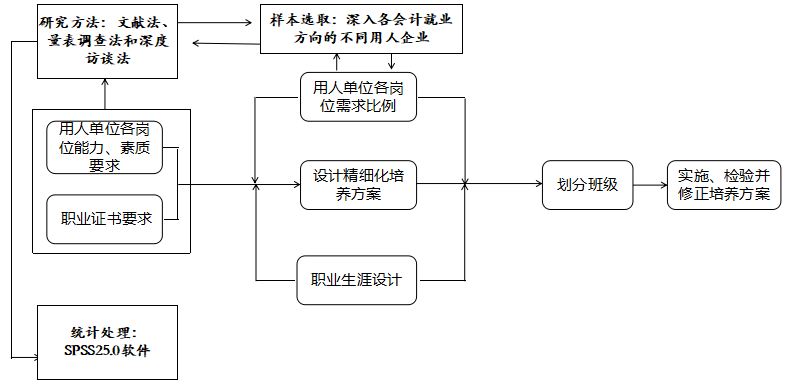 研究方法：文献法、
量表调查法和深度
访谈法
样本选取：深入各会计就业
方向的不同用人企业
用人单位各岗
位需求比例
用人单位各岗
位能力、素质
要求
职业证书要求
设计精细化培
养方案
划分班级
实施、检验并
修正培养方案
职业生涯设计
统计处理：
SPSS25.0软件